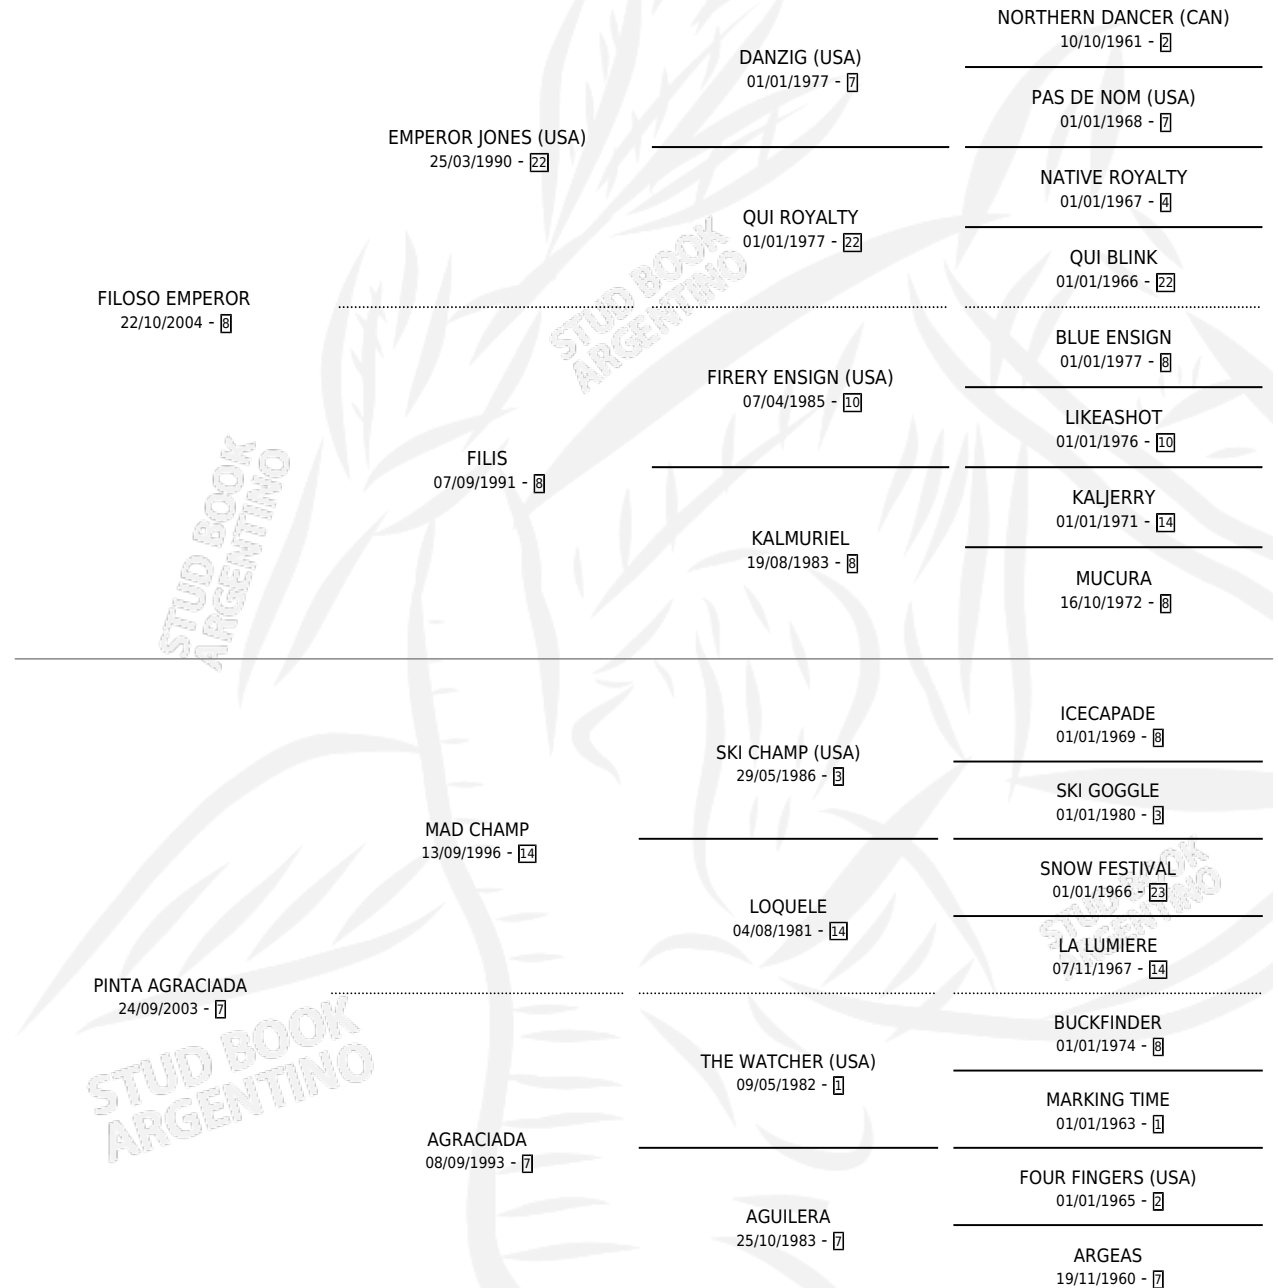 NORTHERN DANCER (CAN)
10/10/1961 - 2
DANZIG (USA)
01/01/1977 - 7
PAS DE NOM (USA)
01/01/1968 - 7
EMPEROR JONES (USA)
25/03/1990 - 22
NATIVE ROYALTY
01/01/1967 - 4
QUI ROYALTY
01/01/1977 - 22
QUI BLINK
01/01/1966 - 22
FILOSO EMPEROR
22/10/2004 - 8
STUD BOOK
ARGENTINO
BLUE ENSIGN
01/01/1977 - 8
FIRERY ENSIGN (USA)
07/04/1985 - 10
LIKEASHOT
01/01/1976 - 10
FILIS
07/09/1991 - 8
KALJERRY
01/01/1971 - 14
KALMURIEL
19/08/1983 - 8
MUCURA
16/10/1972 - 8
STUD BOOK
ARGENTINO
ICECAPADE
01/01/1969 - 8
SKI CHAMP (USA)
29/05/1986 - 3
SKI GOGGLE
01/01/1980 - 3
MAD CHAMP
13/09/1996 - 14
SNOW FESTIVAL
01/01/1966 - 23
LOQUELE
04/08/1981 - 14
LA LUMIERE
07/11/1967 - 14
STUD BOOK
ARGENTINO
PINTA AGRACIADA
24/09/2003 - 7
STUD BOOK
ARGENTINO
BUCKFINDER
01/01/1974 - 8
THE WATCHER (USA)
09/05/1982 - 1
MARKING TIME
01/01/1963 - 1
AGRACIADA
08/09/1993 - 7
FOUR FINGERS (USA)
01/01/1965 - 2
AGUILERA
25/10/1983 - 7
ARGEAS
19/11/1960 - 7